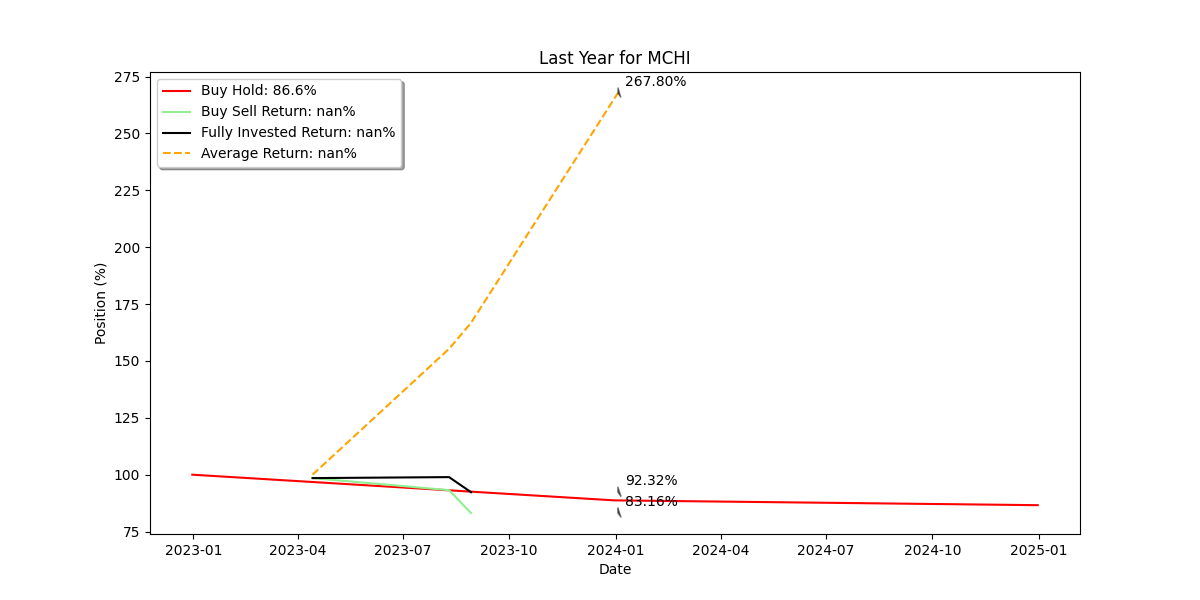 Last Year for MCHI
267.80%
Buy Hold: 86.6%
Buy Sell Return: nan%
Fully Invested Return: nan%
Average Return: nan%
275
250
225
200
175
150
125
100
75
Position (%)
92.32%
83.16%
2023-01 2023-04 2023-07 2023-10 2024-01 2024-04 2024-07 2024-10 2025-01
Date